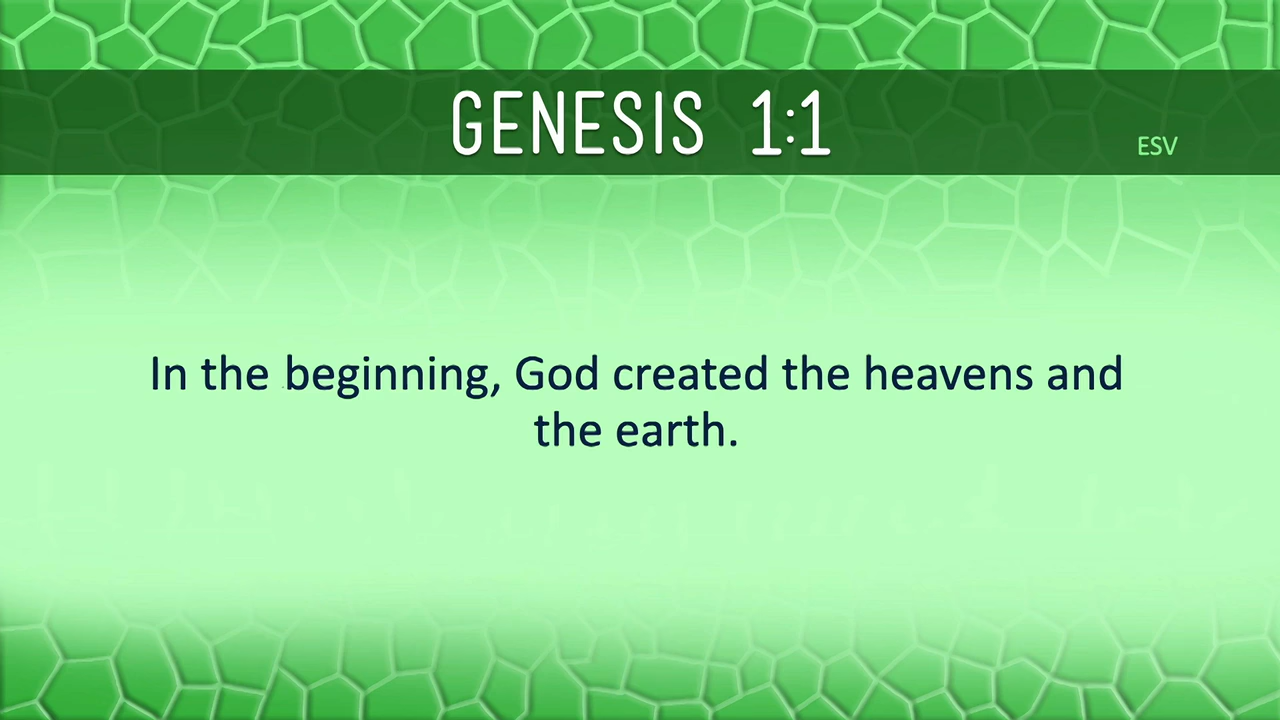 GENESIS 1:1
ESV
In the beginning, God created the heavens and
the earth.